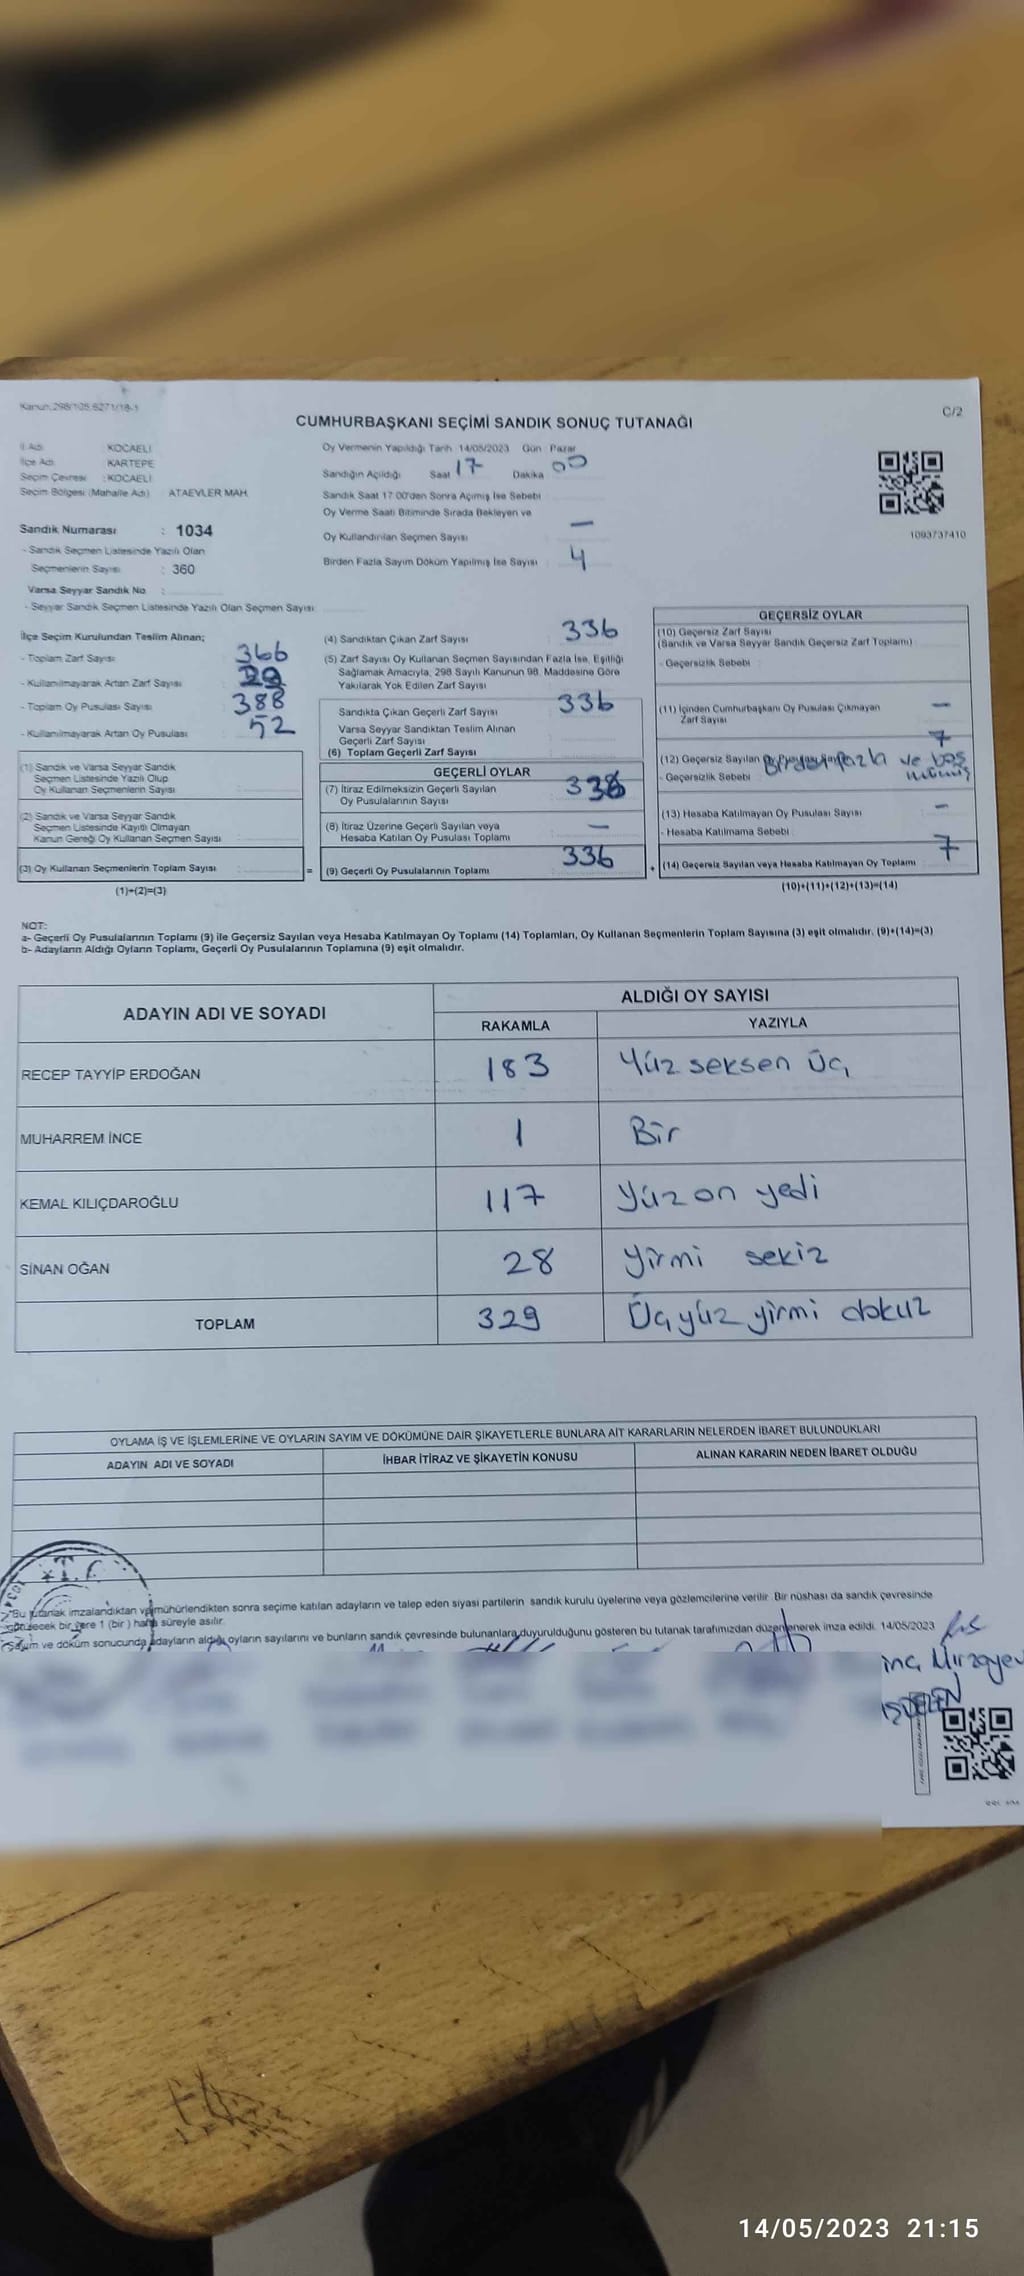 Kanun.298/105,6271/18-1
C/2
CUMHURBAŞKANI SEÇİMİ SANDIK SONUÇ TUTANAĞI
İl Adı : KOCAELİ
İlçe Adı : KARTEPE
Seçim Çevresi : KOCAELİ
Seçim Bölgesi (Mahalle Adı) : ATAEVLER MAH.
Oy Vermenin Yapıldığı Tarih 14/05/2023 Gün Pazar
Sandığın Açıldığı Saat 17 Dakika 00
Sandık Saat 17:00'den Sonra Açımış İse Sebebi
Oy Verme Saati Bitiminde Sırada Bekleyen ve
Oy Kullandırılan Seçmen Sayısı —
Birden Fazla Sayım Döküm Yapılmış İse Sayısı 4
1093737410
Sandık Numarası : 1034
- Sandık Seçmen Listesinde Yazılı Olan
Seçmenlerin Sayısı : 360
Varsa Seyyar Sandık No :
- Seyyar Sandık Seçmen Listesinde Yazılı Olan Seçmen Sayısı:
İlçe Seçim Kurulundan Teslim Alınan;
- Toplam Zarf Sayısı : 366
- Kullanılmayarak Artan Zarf Sayısı :
- Toplam Oy Pusulası Sayısı : 388
- Kullanılmayarak Artan Oy Pusulası : 52
(1) Sandık ve Varsa Seyyar Sandık
Seçmen Listesinde Yazılı Olup
Oy Kullanan Seçmenlerin Sayısı
(2) Sandık ve Varsa Seyyar Sandık
Seçmen Listesinde Kayıtlı Olmayan
Kanun Gereği Oy Kullanan Seçmen Sayısı
(3) Oy Kullanan Seçmenlerin Toplam Sayısı =
(1)+(2)=(3)
(4) Sandıktan Çıkan Zarf Sayısı : 336
(5) Zarf Sayısı Oy Kullanan Seçmen Sayısından Fazla İse, Eşitliği
Sağlamak Amacıyla, 298 Sayılı Kanunun 98. Maddesine Göre
Yakılarak Yok Edilen Zarf Sayısı
Sandıkta Çıkan Geçerli Zarf Sayısı 336
Varsa Seyyar Sandıktan Teslim Alınan
Geçerli Zarf Sayısı
(6) Toplam Geçerli Zarf Sayısı
GEÇERLİ OYLAR
(7) İtiraz Edilmeksizin Geçerli Sayılan
Oy Pusulalarının Sayısı 336
(8) İtiraz Üzerine Geçerli Sayılan veya
Hesaba Katılan Oy Pusulası Toplamı —
(9) Geçerli Oy Pusulalarının Toplamı 336 +
GEÇERSİZ OYLAR
(10) Geçersiz Zarf Sayısı
(Sandık ve Varsa Seyyar Sandık Geçersiz Zarf Toplamı)
- Geçersizlik Sebebi :
(11) İçinden Cumhurbaşkanı Oy Pusulası Çıkmayan
Zarf Sayısı —
(12) Geçersiz Sayılan 7
- Geçersizlik Sebebi fazla ve boş
(13) Hesaba Katılmayan Oy Pusulası Sayısı : —
- Hesaba Katılmama Sebebi :
(14) Geçersiz Sayılan veya Hesaba Katılmayan Oy Toplamı 7
(10)+(11)+(12)+(13)=(14)
NOT:
a- Geçerli Oy Pusulalarının Toplamı (9) ile Geçersiz Sayılan veya Hesaba Katılmayan Oy Toplamı (14) Toplamları, Oy Kullanan Seçmenlerin Toplam Sayısına (3) eşit olmalıdır. (9)+(14)=(3)
b- Adayların Aldığı Oyların Toplamı, Geçerli Oy Pusulalarının Toplamına (9) eşit olmalıdır.
ADAYIN ADI VE SOYADI
ALDIĞI OY SAYISI
RAKAMLA YAZIYLA
RECEP TAYYİP ERDOĞAN 183 Yüz seksen üç
MUHARREM İNCE 1 Bir
KEMAL KILIÇDAROĞLU 117 Yüz on yedi
SİNAN OĞAN 28 Yirmi sekiz
TOPLAM 329 Üçyüz yirmi dokuz
OYLAMA İŞ VE İŞLEMLERİNE VE OYLARIN SAYIM VE DÖKÜMÜNE DAİR ŞİKAYETLERLE BUNLARA AİT KARARLARIN NELERDEN İBARET BULUNDUKLARI
ADAYIN ADI VE SOYADI İHBAR İTİRAZ VE ŞİKAYETİN KONUSU ALINAN KARARIN NEDEN İBARET OLDUĞU
T.C.
Bu tutanak imzalandıktan ve mühürlendikten sonra seçime katılan adayların ve talep eden siyasi partilerin sandık kurulu üyelerine veya gözlemcilerine verilir. Bir nüshası da sandık çevresinde
görülecek bir yere 1 (bir) hafta süreyle asılır.
Sayım ve döküm sonucunda adayların aldığı oyların sayılarını ve bunların sandık çevresinde bulunanlara duyurulduğunu gösteren bu tutanak tarafımızdan düzenlenerek imza edildi. 14/05/2023
Mirzayev
14/05/2023 21:15